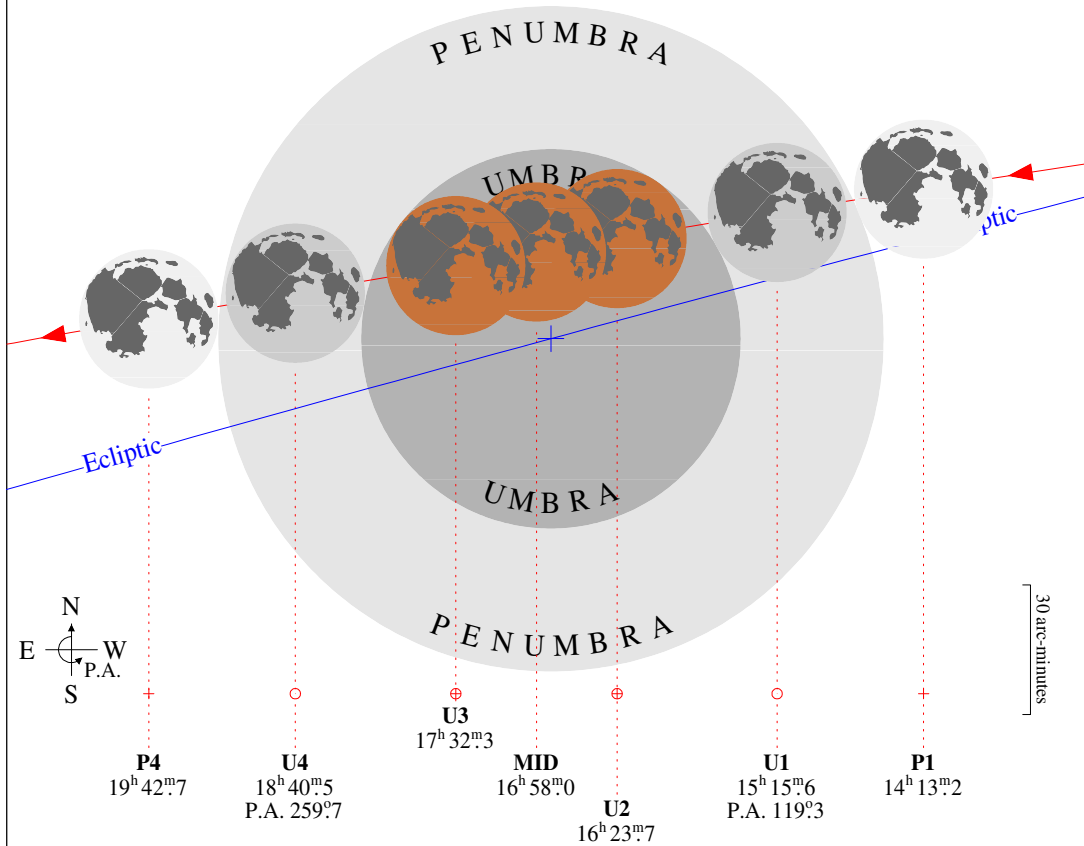 PENUMBRA
UMBR
ptic
Ecliptic
UMBRA
PENUMBRA
30 arc-minutes
N
E W
P.A.
S
U3
17ʰ 32ᵐ.3
P4
19ʰ 42ᵐ.7
U4
18ʰ 40ᵐ.5
P.A. 259°.7
MID
16ʰ 58ᵐ.0
U2
16ʰ 23ᵐ.7
U1
15ʰ 15ᵐ.6
P.A. 119°.3
P1
14ʰ 13ᵐ.2